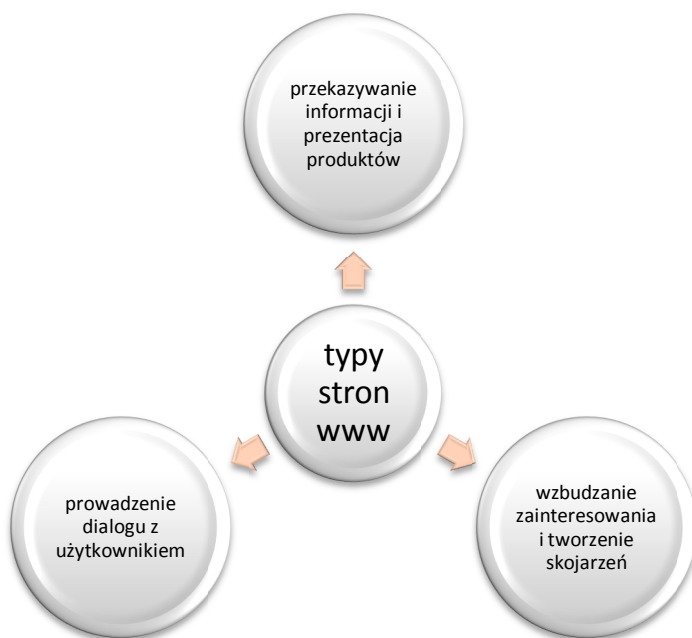 przekazywanie
informacji i
prezentacja
produktów
typy
stron
www
prowadzenie
dialogu z
użytkownikiem
wzbudzanie
zainteresowania
i tworzenie
skojarzeń